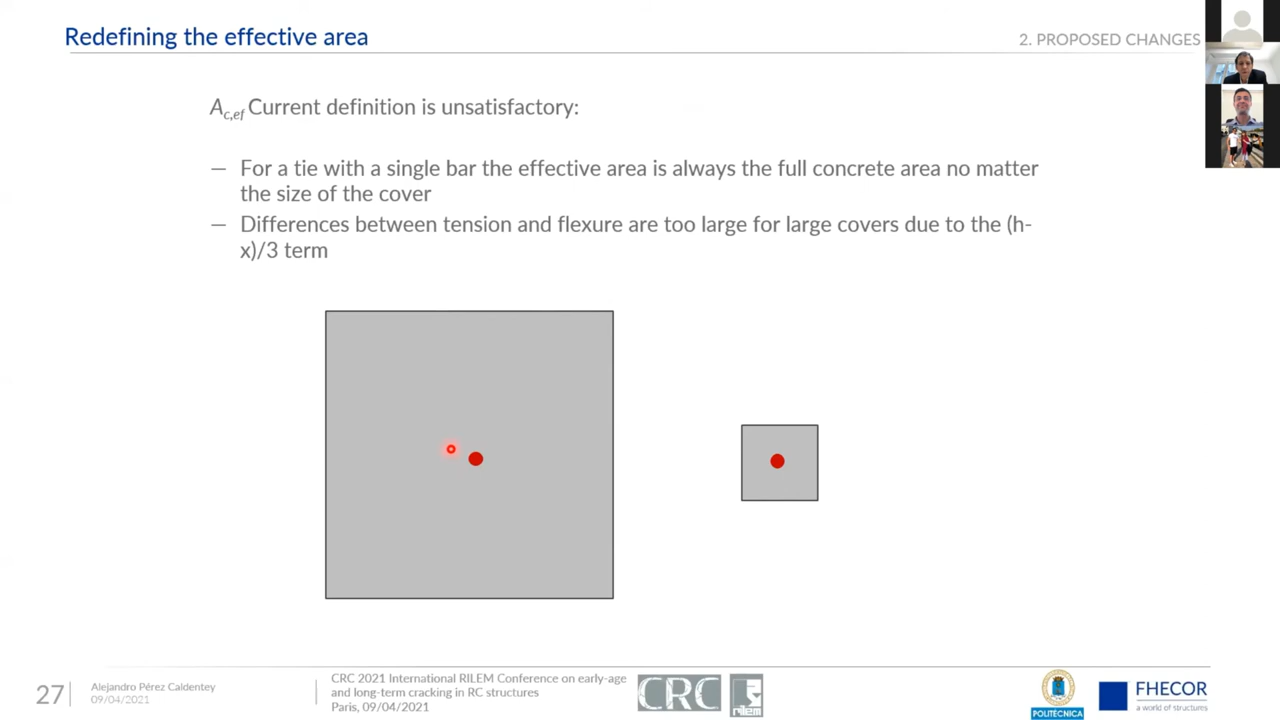 Redefining the effective area
2. PROPOSED CHANGES
Ac,ef Current definition is unsatisfactory:
— For a tie with a single bar the effective area is always the full concrete area no matter
the size of the cover
— Differences between tension and flexure are too large for large covers due to the (h-
x)/3 term
27
Alejandro Pérez Caldentey
09/04/2021
CRC 2021 International RILEM Conference on early-age
and long-term cracking in RC structures
Paris, 09/04/2021
CRC
rilem
POLITÉCNICA
FHECOR
a world of structures